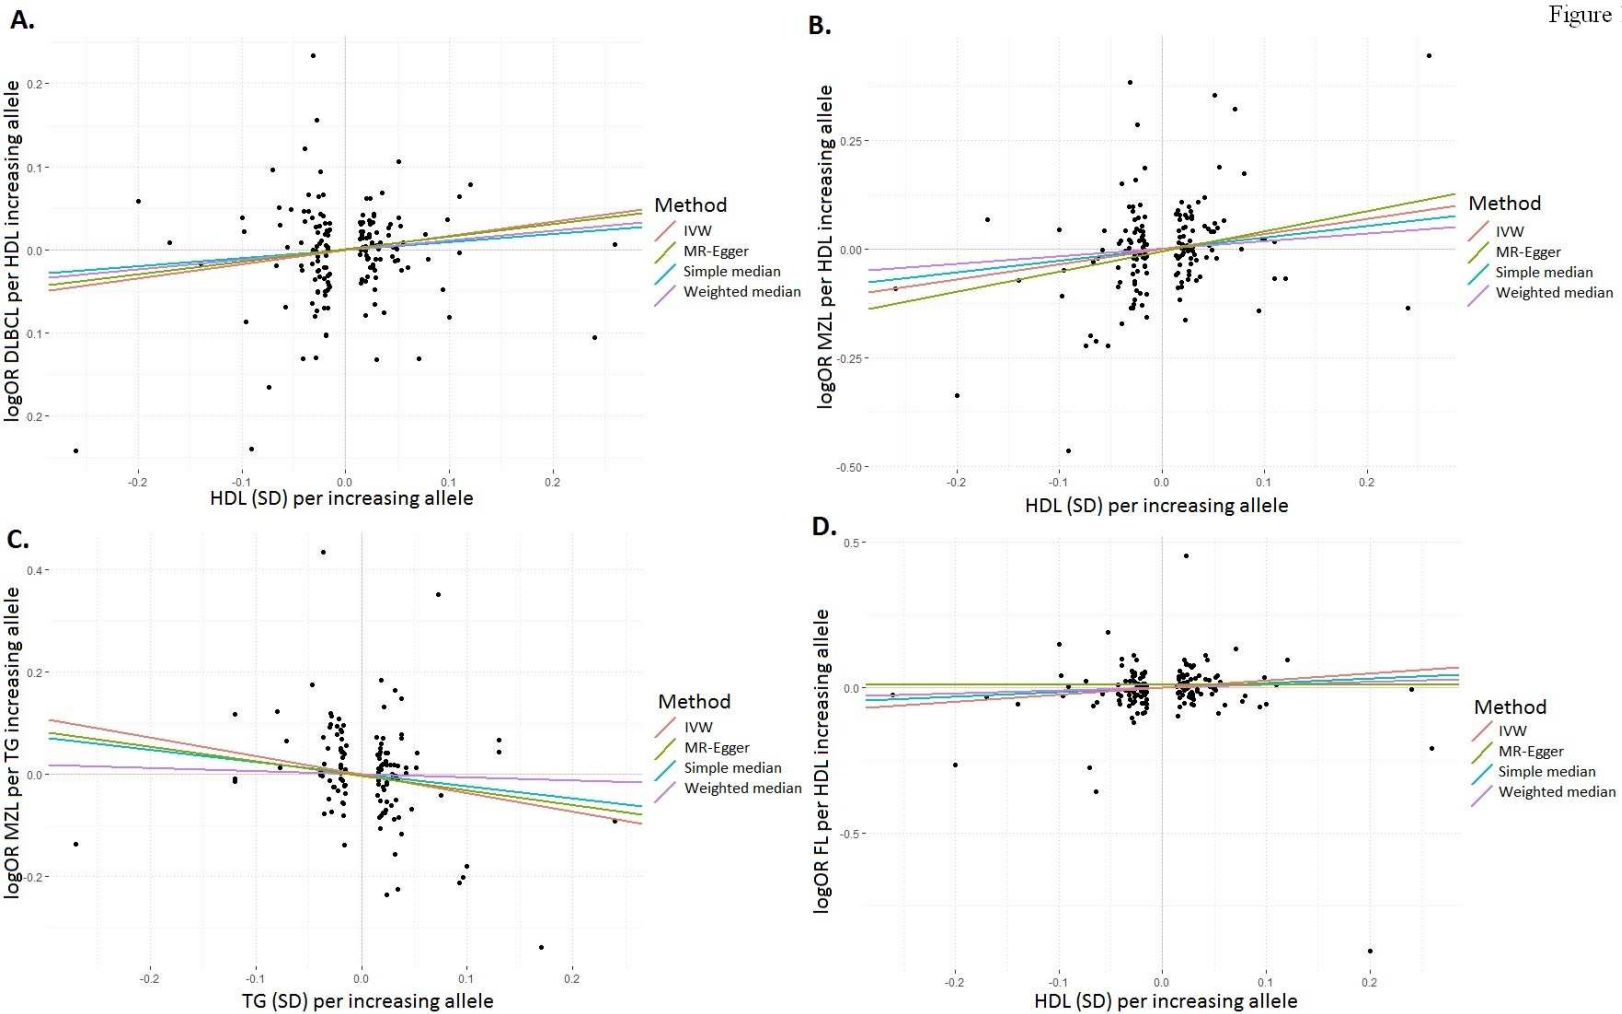 Figure
A.
logOR DLBCL per HDL increasing allele
0.2
0.1
0.0
0.1
0.2
-0.2
-0.1
0.0
0.1
0.2
HDL (SD) per increasing allele
Method
IVW
MR-Egger
Simple median
Weighted median
B.
logOR MZL per HDL increasing allele
0.25
0.00
-0.25
-0.50
-0.2
-0.1
0.0
0.1
0.2
HDL (SD) per increasing allele
Method
IVW
MR-Egger
Simple median
Weighted median
C.
logOR MZL per TG increasing allele
0.4
0.2
0.0
-0.2
-0.2
-0.1
0.0
0.1
0.2
TG (SD) per increasing allele
Method
IVW
MR-Egger
Simple median
Weighted median
D.
logOR FL per HDL increasing allele
0.5
0.0
-0.5
-0.2
-0.1
0.0
0.1
0.2
HDL (SD) per increasing allele
Method
IVW
MR-Egger
Simple median
Weighted median